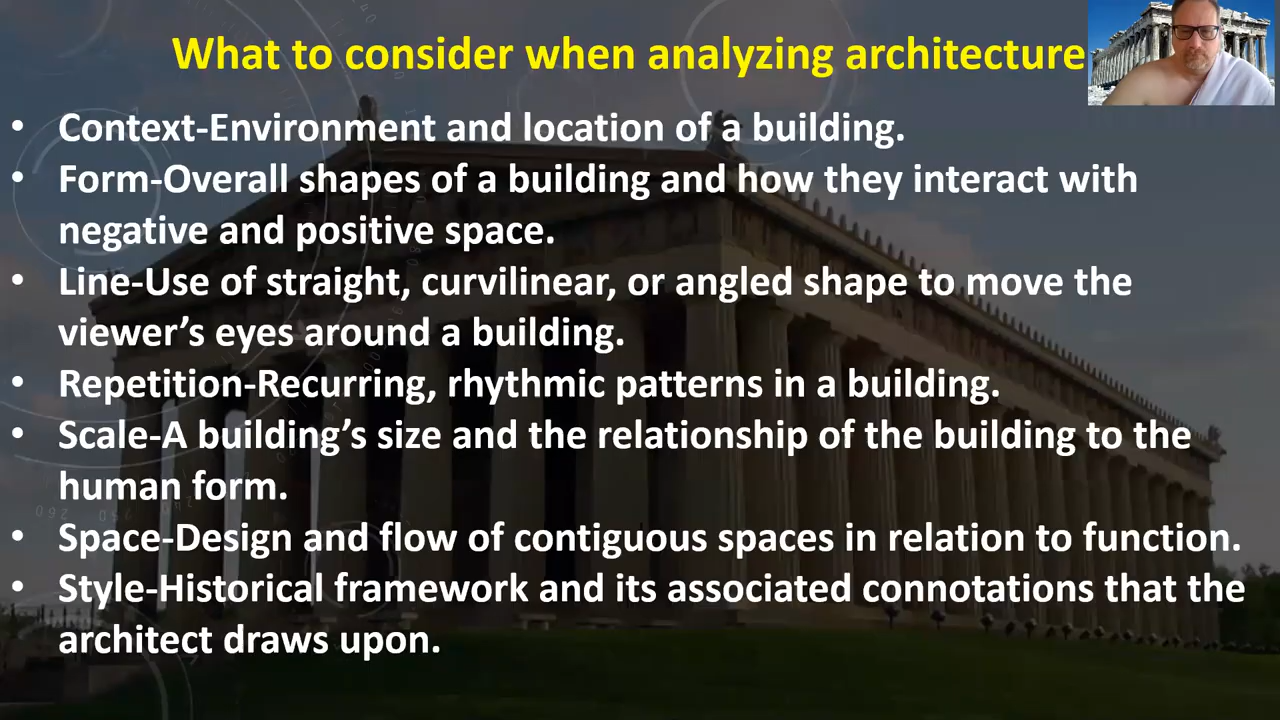 What to consider when analyzing architecture
• Context-Environment and location of a building.
• Form-Overall shapes of a building and how they interact with
negative and positive space.
• Line-Use of straight, curvilinear, or angled shape to move the
viewer’s eyes around a building.
• Repetition-Recurring, rhythmic patterns in a building.
• Scale-A building’s size and the relationship of the building to the
human form.
• Space-Design and flow of contiguous spaces in relation to function.
• Style-Historical framework and its associated connotations that the
architect draws upon.
260